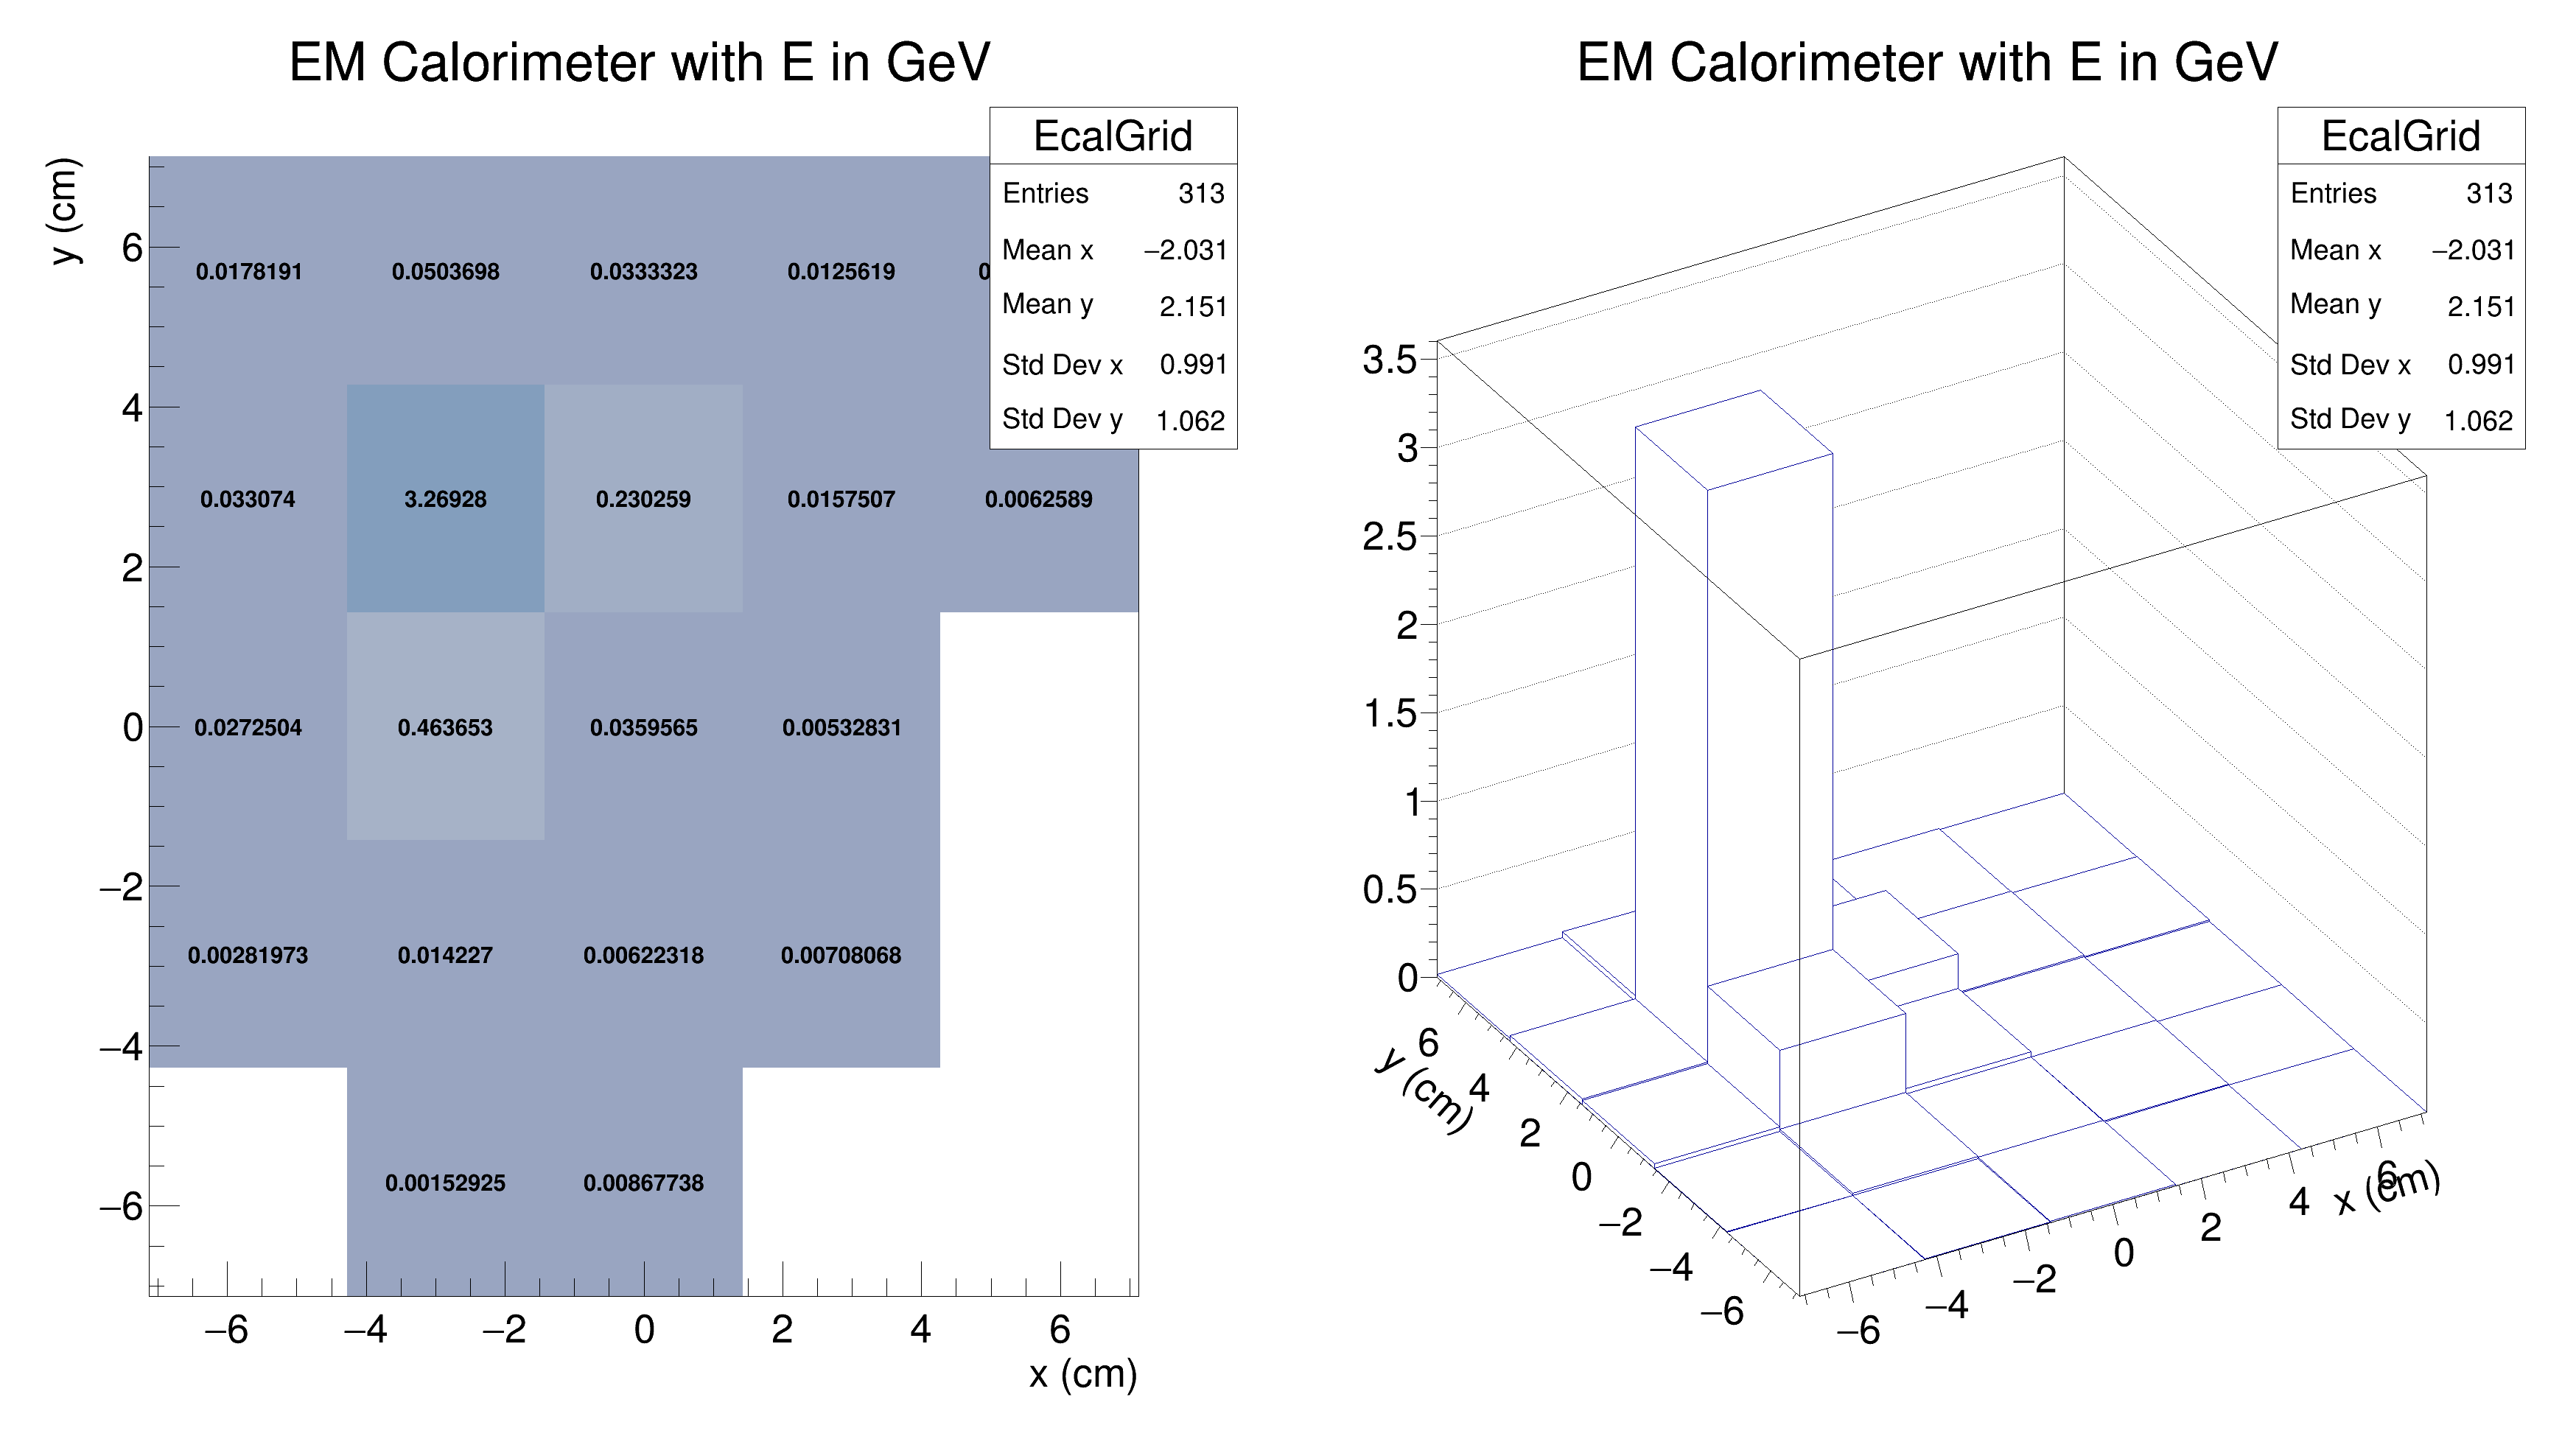 EM Calorimeter with E in GeV
EcalGrid
Entries 313
Mean x −2.031
Mean y 2.151
Std Dev x 0.991
Std Dev y 1.062
y (cm)
6
4
2
0
−2
−4
−6
0.0178191 0.0503698 0.0333323 0.0125619
0.033074 3.26928 0.230259 0.0157507 0.0062589
0.0272504 0.463653 0.0359565 0.00532831
0.00281973 0.014227 0.00622318 0.00708068
0.00152925 0.00867738
−6 −4 −2 0 2 4 6
x (cm)
EM Calorimeter with E in GeV
EcalGrid
Entries 313
Mean x −2.031
Mean y 2.151
Std Dev x 0.991
Std Dev y 1.062
3.5
3
2.5
2
1.5
1
0.5
0
y (cm)
6
4
2
0
−2
−4
−6
−6 −4 −2 0 2 4 6
x (cm)